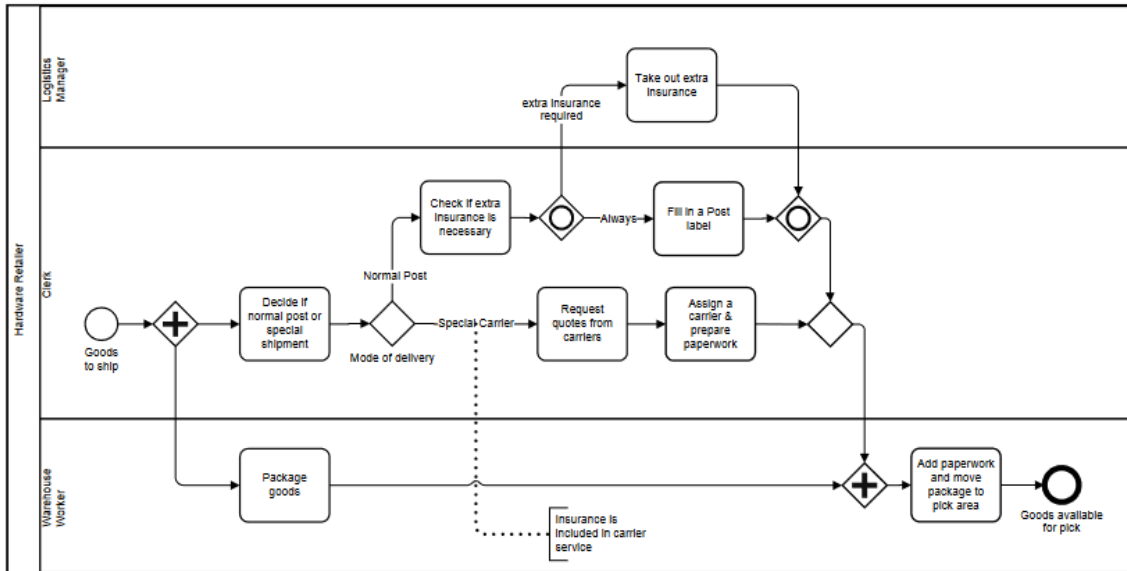 Hardware Retailer
Logistics
Manager
Take out extra
Insurance
extra Insurance
required
Clerk
Check if extra
Insurance is
necessary
Always
Fill in a Post
label
Normal Post
Goods
to ship
Decide if
normal post or
special
shipment
Mode of delivery
Special Carrier
Request
quotes from
carriers
Assign a
carrier &
prepare
paperwork
Warehouse
Worker
Package
goods
Insurance is
included in carrier
service
Add paperwork
and move
package to
pick area
Goods available
for pick